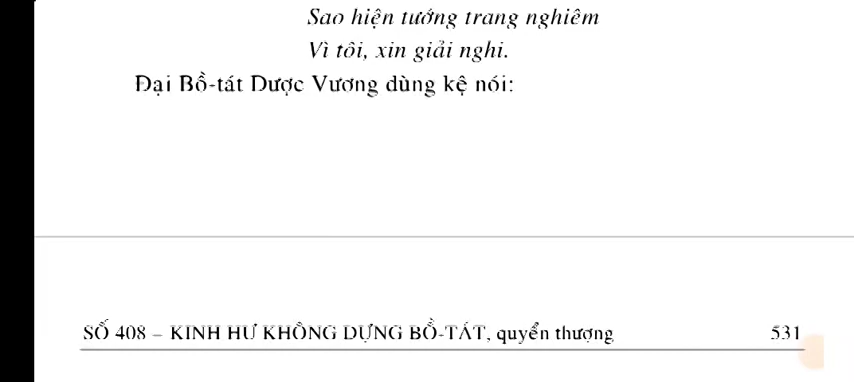 Sao hiện tướng trang nghiêm
Vì tôi, xin giải nghi.
Đại Bồ-tát Dược Vương dùng kệ nói:
SỐ 408 – KINH HƯ KHÔNG DỰNG BỒ-TÁT, quyển thượng 531